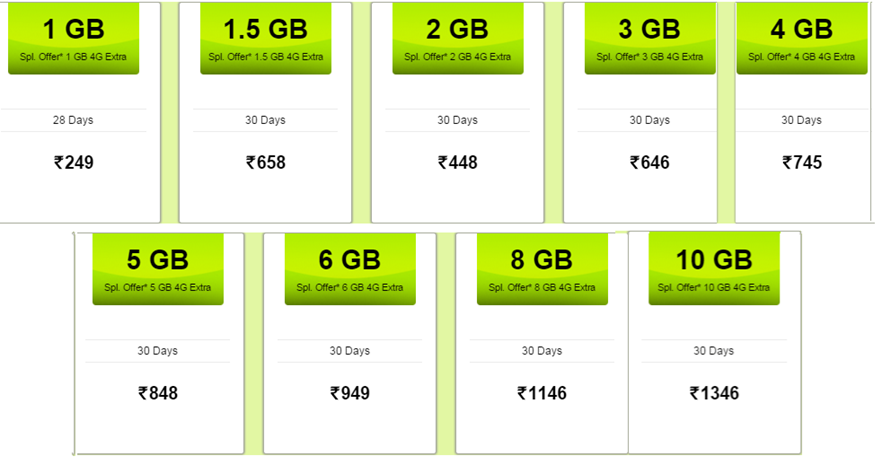 1 GB
Spl. Offer* 1 GB 4G Extra
28 Days
₹249
1.5 GB
Spl. Offer* 1.5 GB 4G Extra
30 Days
₹658
2 GB
Spl. Offer* 2 GB 4G Extra
30 Days
₹448
3 GB
Spl. Offer* 3 GB 4G Extra
30 Days
₹646
4 GB
Spl. Offer* 4 GB 4G Extra
30 Days
₹745
5 GB
Spl. Offer* 5 GB 4G Extra
30 Days
₹848
6 GB
Spl. Offer* 6 GB 4G Extra
30 Days
₹949
8 GB
Spl. Offer* 8 GB 4G Extra
30 Days
₹1146
10 GB
Spl. Offer* 10 GB 4G Extra
30 Days
₹1346